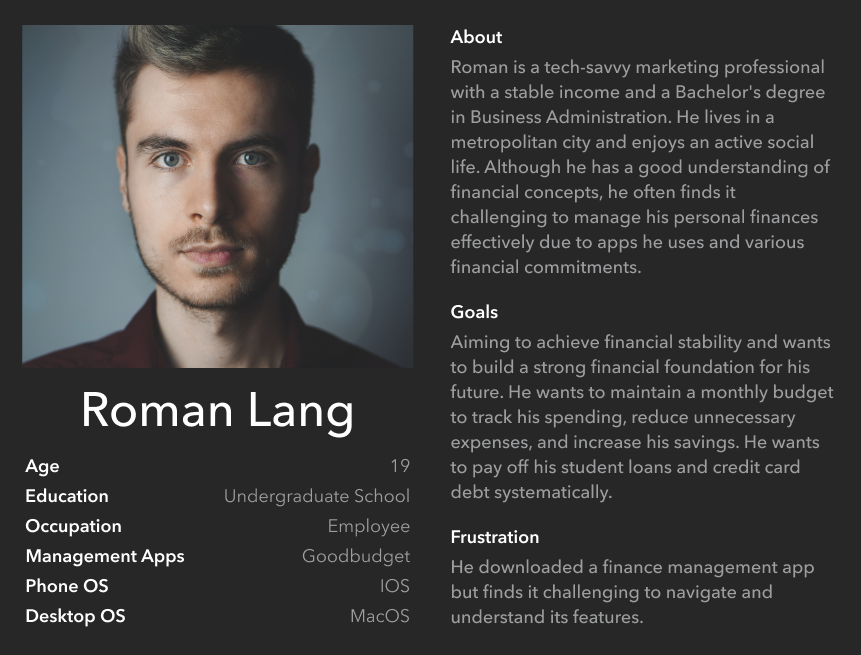 Roman Lang
Age 19
Education Undergraduate School
Occupation Employee
Management Apps Goodbudget
Phone OS IOS
Desktop OS MacOS
About
Roman is a tech-savvy marketing professional
with a stable income and a Bachelor's degree
in Business Administration. He lives in a
metropolitan city and enjoys an active social
life. Although he has a good understanding of
financial concepts, he often finds it
challenging to manage his personal finances
effectively due to apps he uses and various
financial commitments.
Goals
Aiming to achieve financial stability and wants
to build a strong financial foundation for his
future. He wants to maintain a monthly budget
to track his spending, reduce unnecessary
expenses, and increase his savings. He wants
to pay off his student loans and credit card
debt systematically.
Frustration
He downloaded a finance management app
but finds it challenging to navigate and
understand its features.